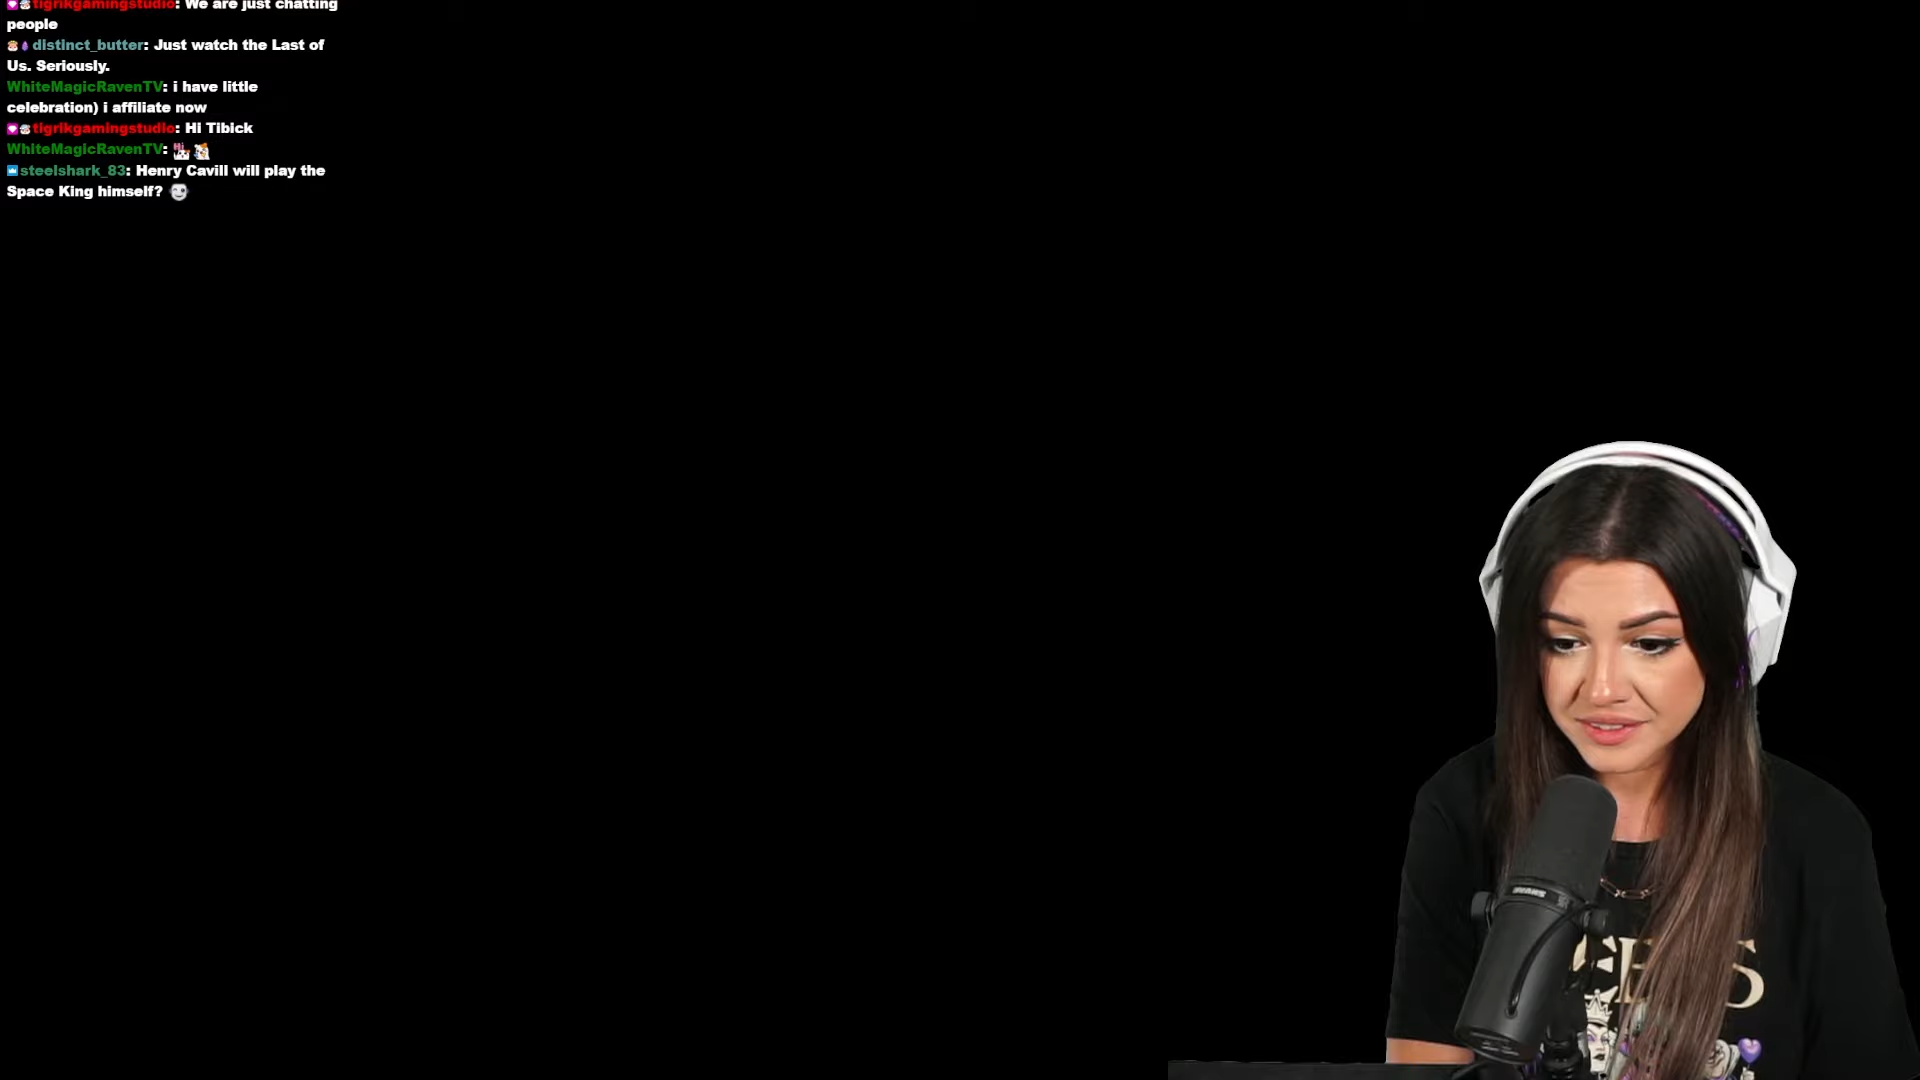 tigrikgamingstudio: We are just chatting
people
distinct_butter: Just watch the Last of
Us. Seriously.
WhiteMagicRavenTV: i have little
celebration) i affiliate now
tigrikgamingstudio: Hi Tibick
WhiteMagicRavenTV:
steelshark_83: Henry Cavill will play the
Space King himself?